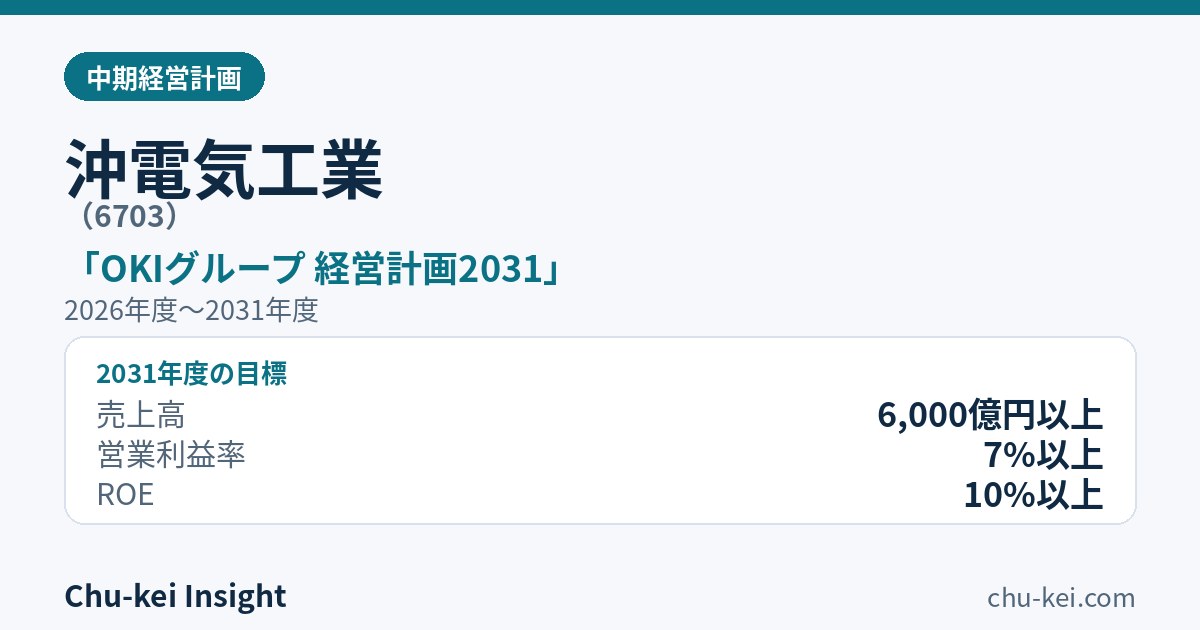 中期経営計画
沖電気工業
（6703）
「OKIグループ 経営計画2031」
2026年度〜2031年度
2031年度の目標
売上高 6,000億円以上
営業利益率 7%以上
ROE 10%以上
Chu-kei Insight chu-kei.com